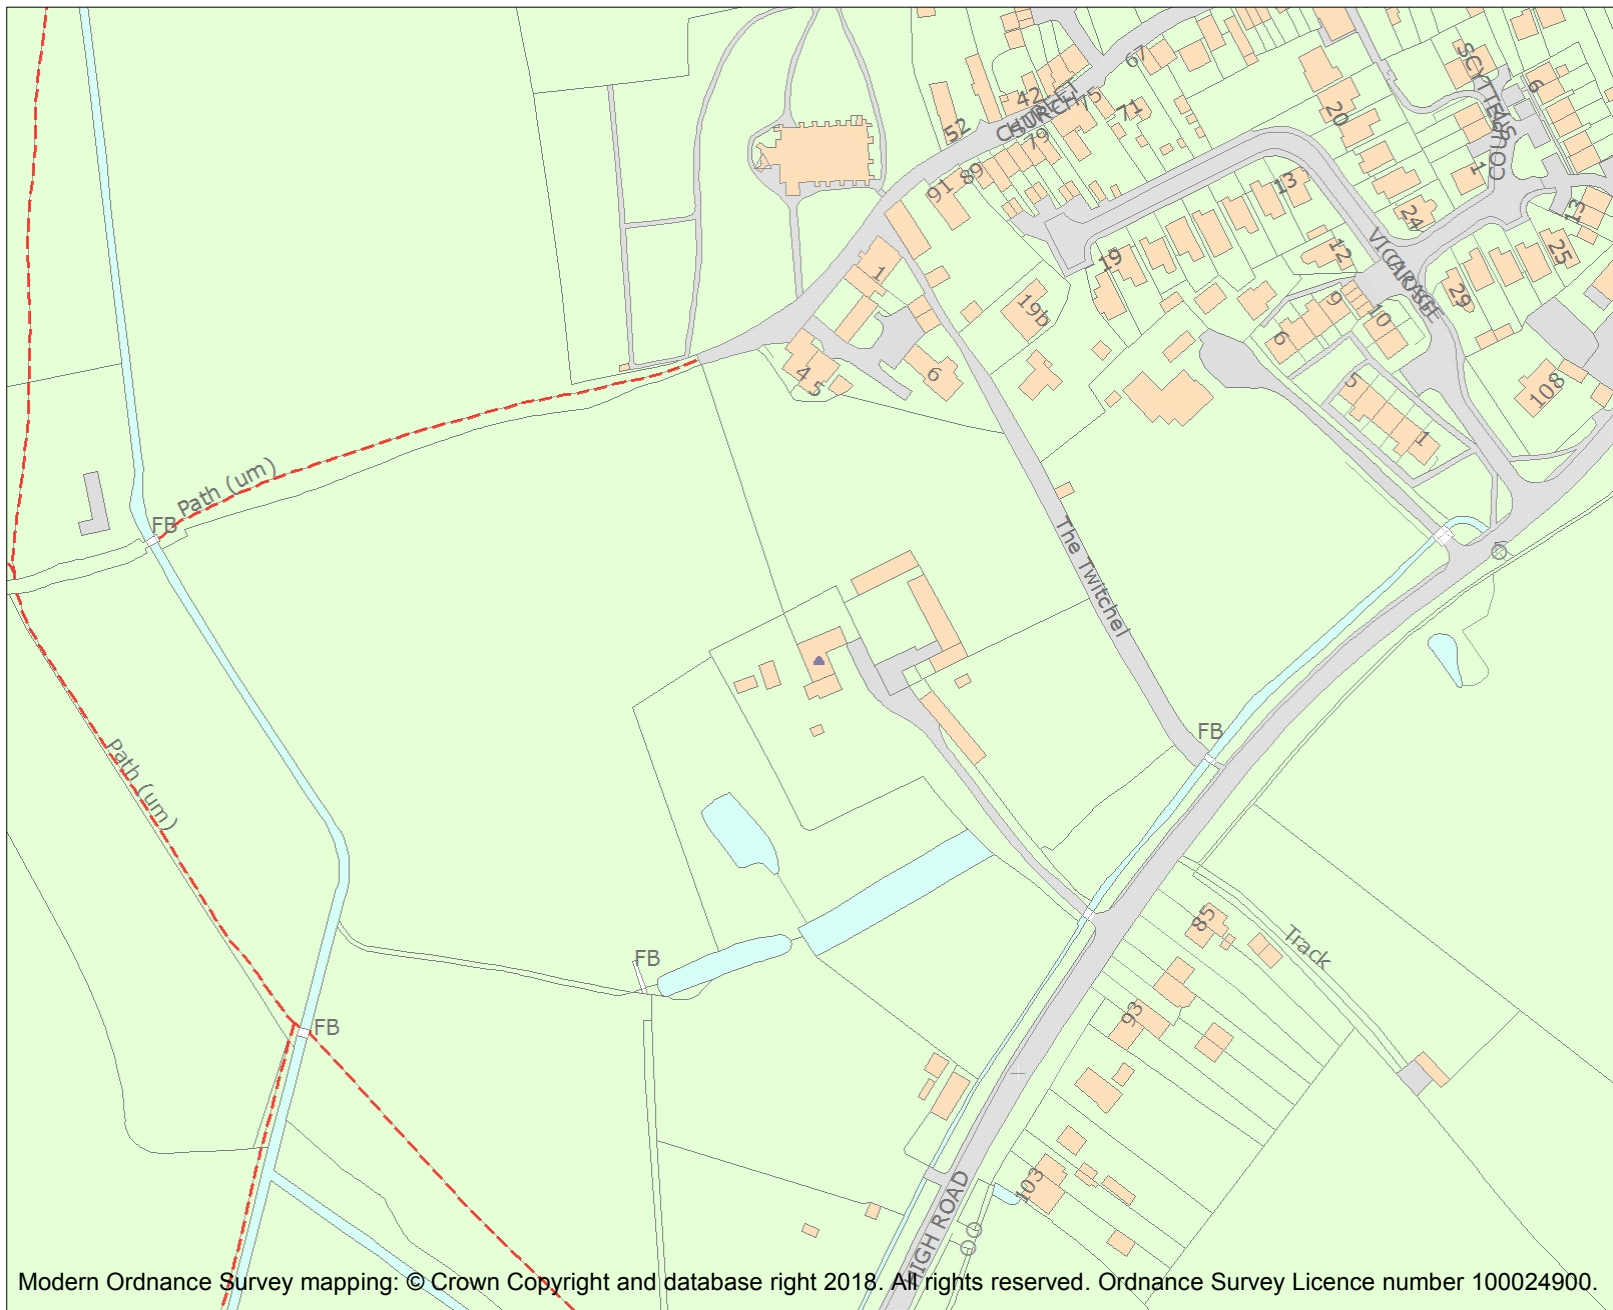 SCYTTELS
COURT
67
42
CHURCH
STREET
75
71
6
52
79
20
91
89
13
1
24
13
1
19
12
VICARAGE
CLOSE
25
19b
9
10
29
6
4
5
6
5
108
1
Path (um)
FB
The Twitchel
FB
Path (um)
85
Track
FB
93
FB
103
HIGH ROAD
Modern Ordnance Survey mapping: © Crown Copyright and database right 2018. All rights reserved. Ordnance Survey Licence number 100024900.